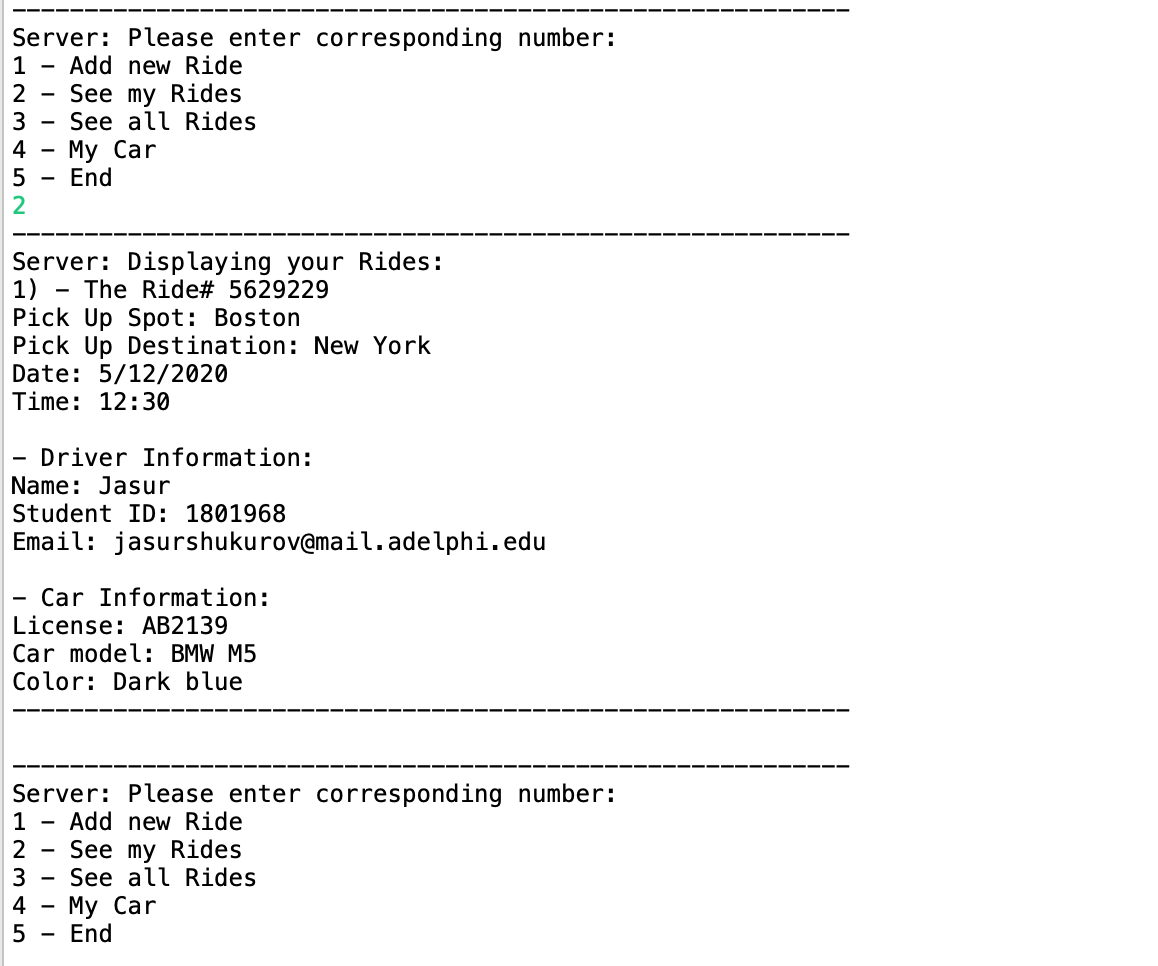 ----------------------------------------------------------
Server: Please enter corresponding number:
1 - Add new Ride
2 - See my Rides
3 - See all Rides
4 - My Car
5 - End
2
----------------------------------------------------------
Server: Displaying your Rides:
1) - The Ride# 5629229
Pick Up Spot: Boston
Pick Up Destination: New York
Date: 5/12/2020
Time: 12:30

- Driver Information:
Name: Jasur
Student ID: 1801968
Email: jasurshukurov@mail.adelphi.edu

- Car Information:
License: AB2139
Car model: BMW M5
Color: Dark blue
----------------------------------------------------------

----------------------------------------------------------
Server: Please enter corresponding number:
1 - Add new Ride
2 - See my Rides
3 - See all Rides
4 - My Car
5 - End